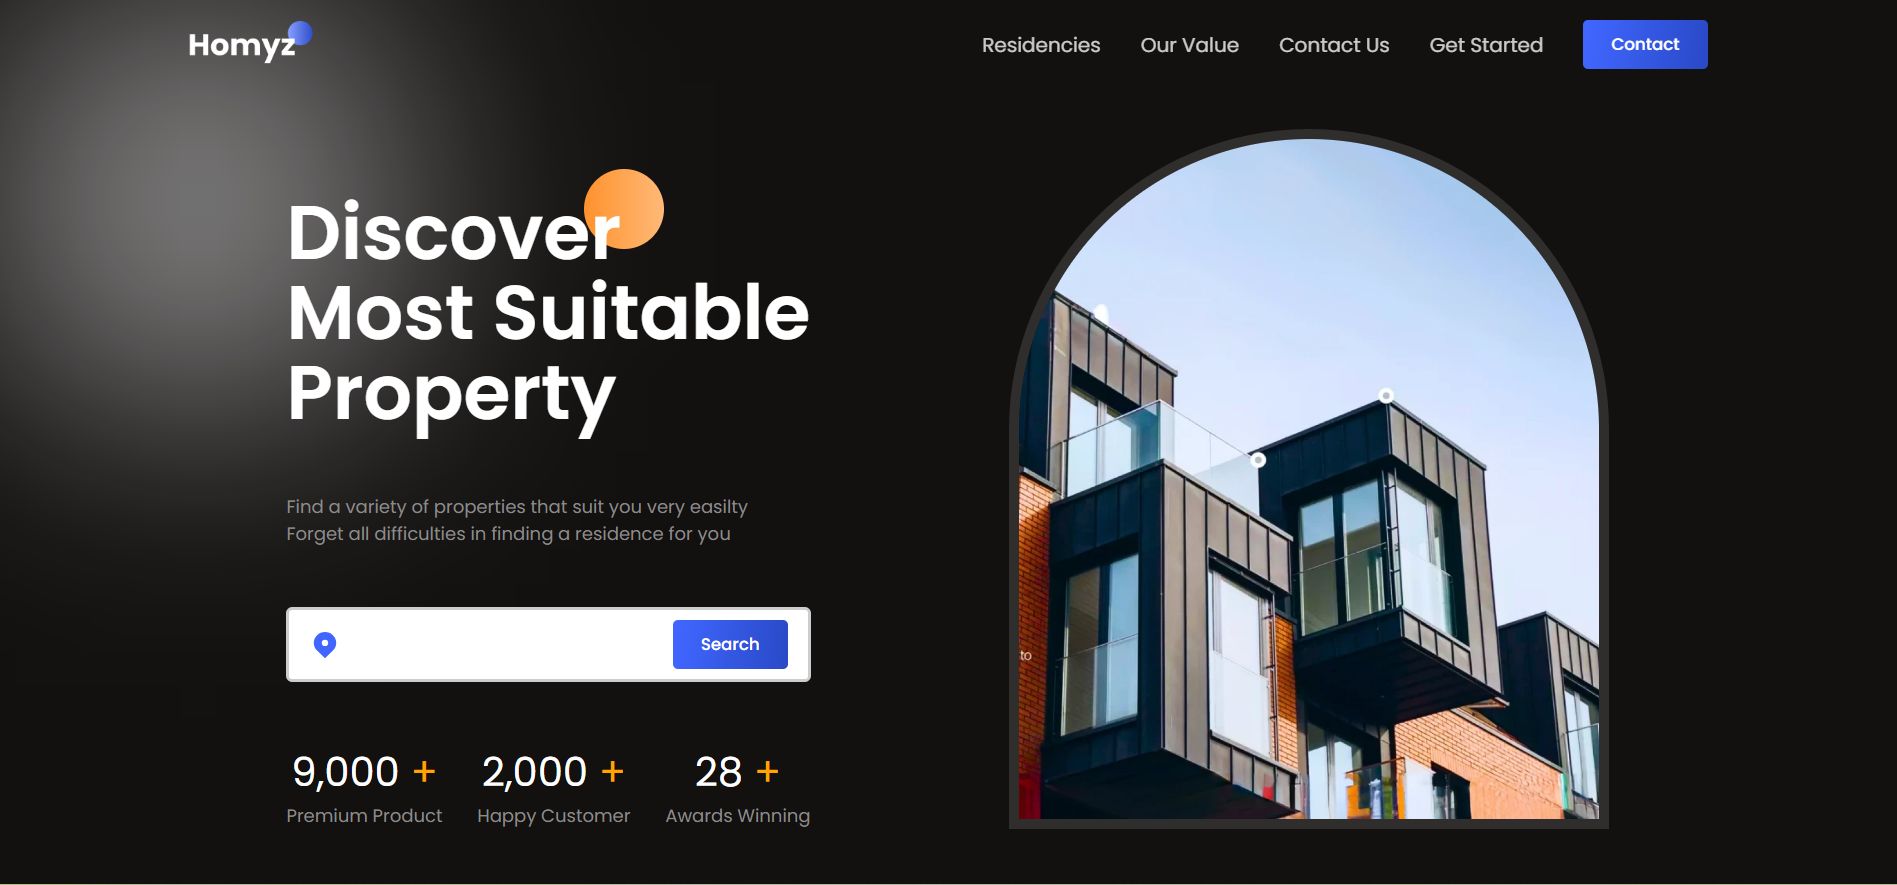 Homyz
Residencies
Our Value
Contact Us
Get Started
Contact
Discover
Most Suitable
Property
Find a variety of properties that suit you very easilty
Forget all difficulties in finding a residence for you
Search
9,000 +
2,000 +
28 +
Premium Product
Happy Customer
Awards Winning
to